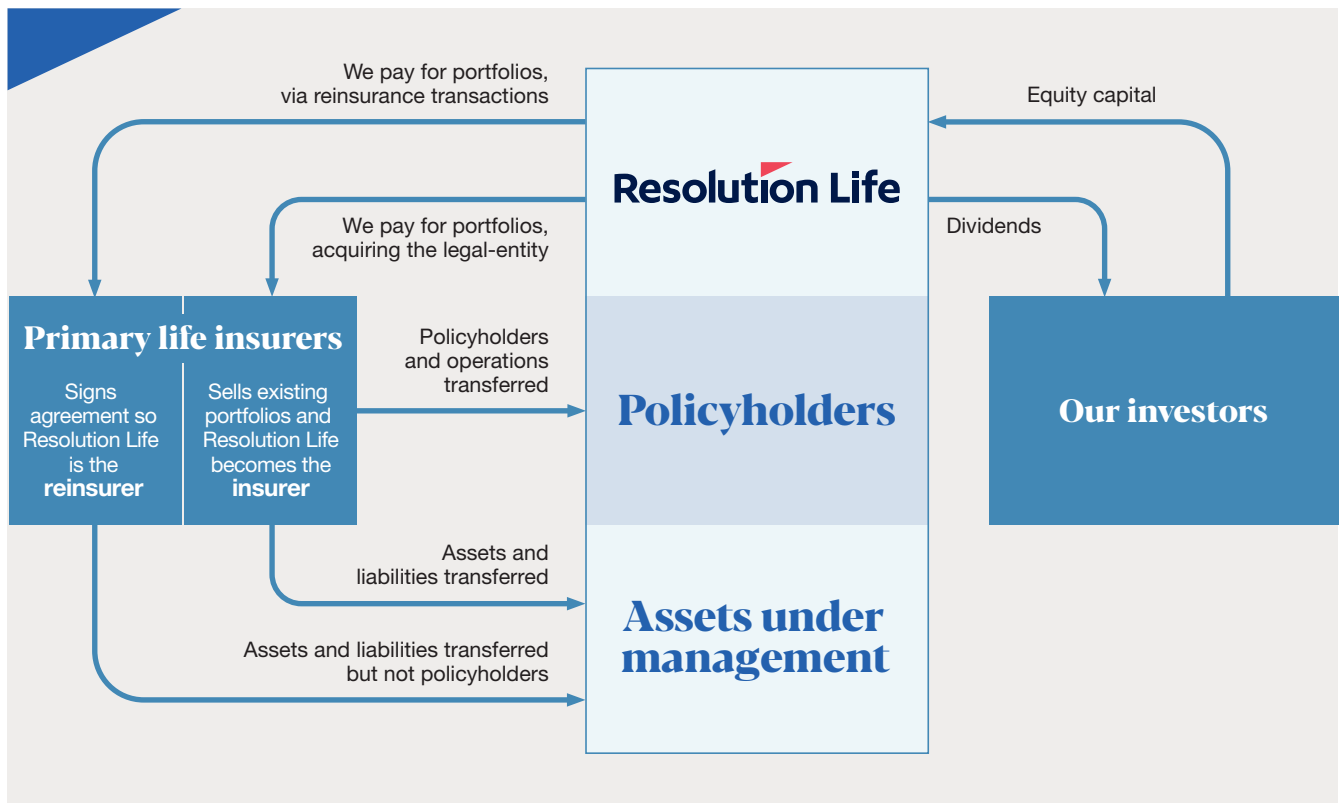 We pay for portfolios,
via reinsurance transactions
Equity capital
Resolution Life
We pay for portfolios,
acquiring the legal-entity
Dividends
Primary life insurers
Signs
agreement so
Resolution Life
is the
reinsurer
Sells existing
portfolios and
Resolution Life
becomes the
insurer
Policyholders
and operations
transferred
Policyholders
Our investors
Assets and
liabilities transferred
Assets under
management
Assets and liabilities transferred
but not policyholders